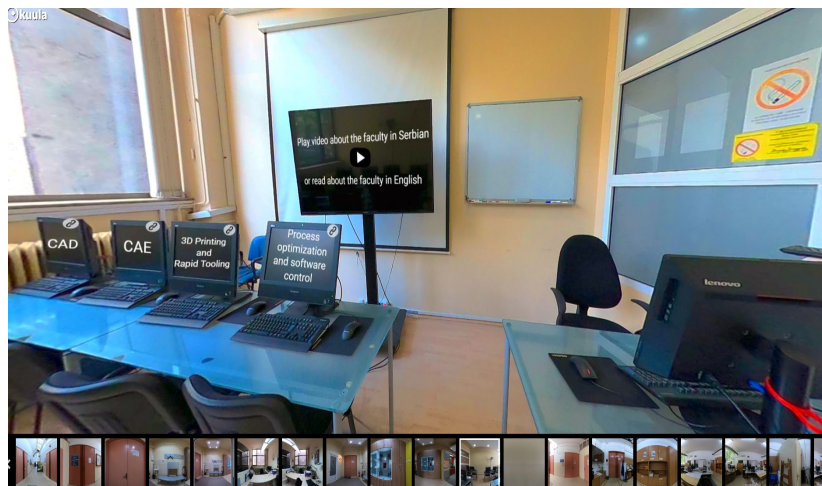 kuula
Play video about the faculty in Serbian
or read about the faculty in English
CAD
CAE
3D Printing
and
Rapid Tooling
Process
optimization
and software
control
lenovo